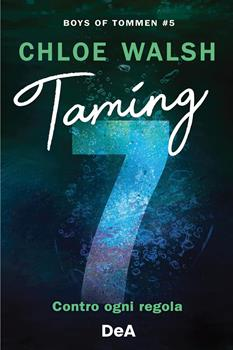 BOYS OF TOMMEN #5
CHLOE WALSH
Taming
7
Contro ogni regola
DeA